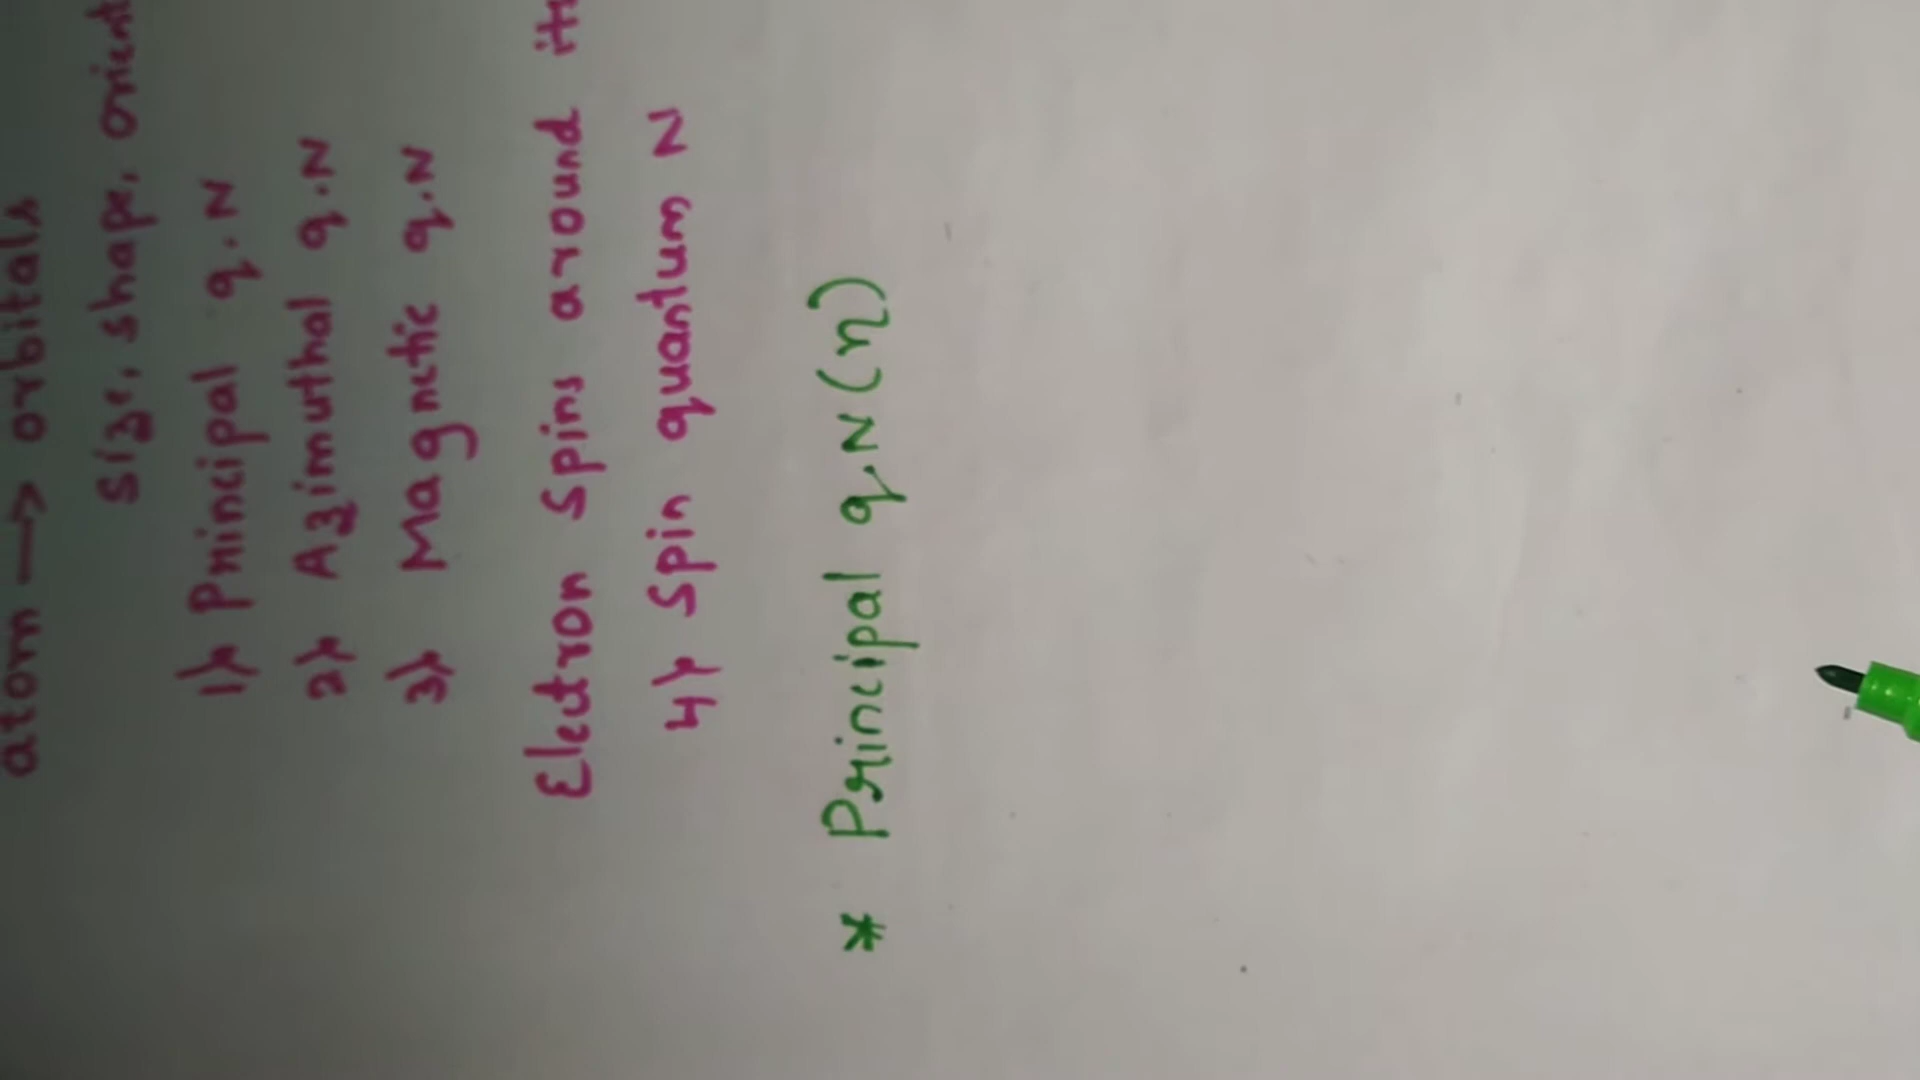 atom → orbitals
size, shape, orient
1) Principal q.N
2) Azimuthal q.N
3) Magnetic q.N
Electron spins around its
4) Spin quantum N
* Principal q.N (n)